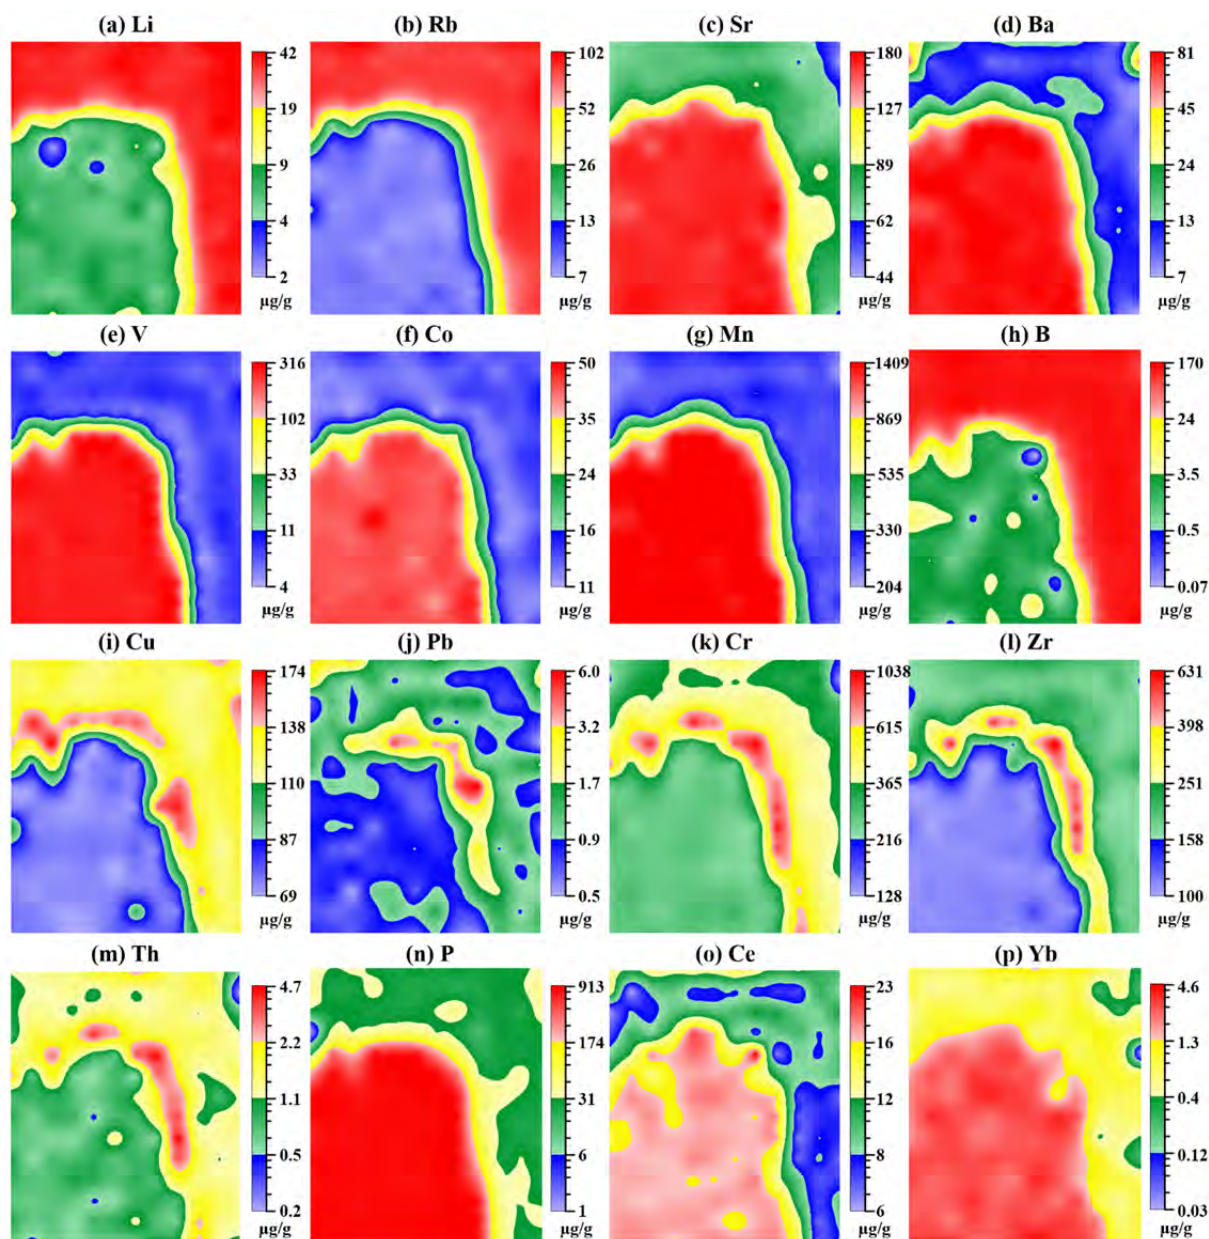 (a) Li
42
19
9
4
2
µg/g
(b) Rb
102
52
26
13
7
µg/g
(c) Sr
180
127
89
62
44
µg/g
(d) Ba
81
45
24
13
7
µg/g
(e) V
316
102
33
11
4
µg/g
(f) Co
50
35
24
16
11
µg/g
(g) Mn
1409
869
535
330
204
µg/g
(h) B
170
24
3.5
0.5
0.07
µg/g
(i) Cu
174
138
110
87
69
µg/g
(j) Pb
6.0
3.2
1.7
0.9
0.5
µg/g
(k) Cr
1038
615
365
216
128
µg/g
(l) Zr
631
398
251
158
100
µg/g
(m) Th
4.7
2.2
1.1
0.5
0.2
µg/g
(n) P
913
174
31
6
1
µg/g
(o) Ce
23
16
12
8
6
µg/g
(p) Yb
4.6
1.3
0.4
0.12
0.03
µg/g